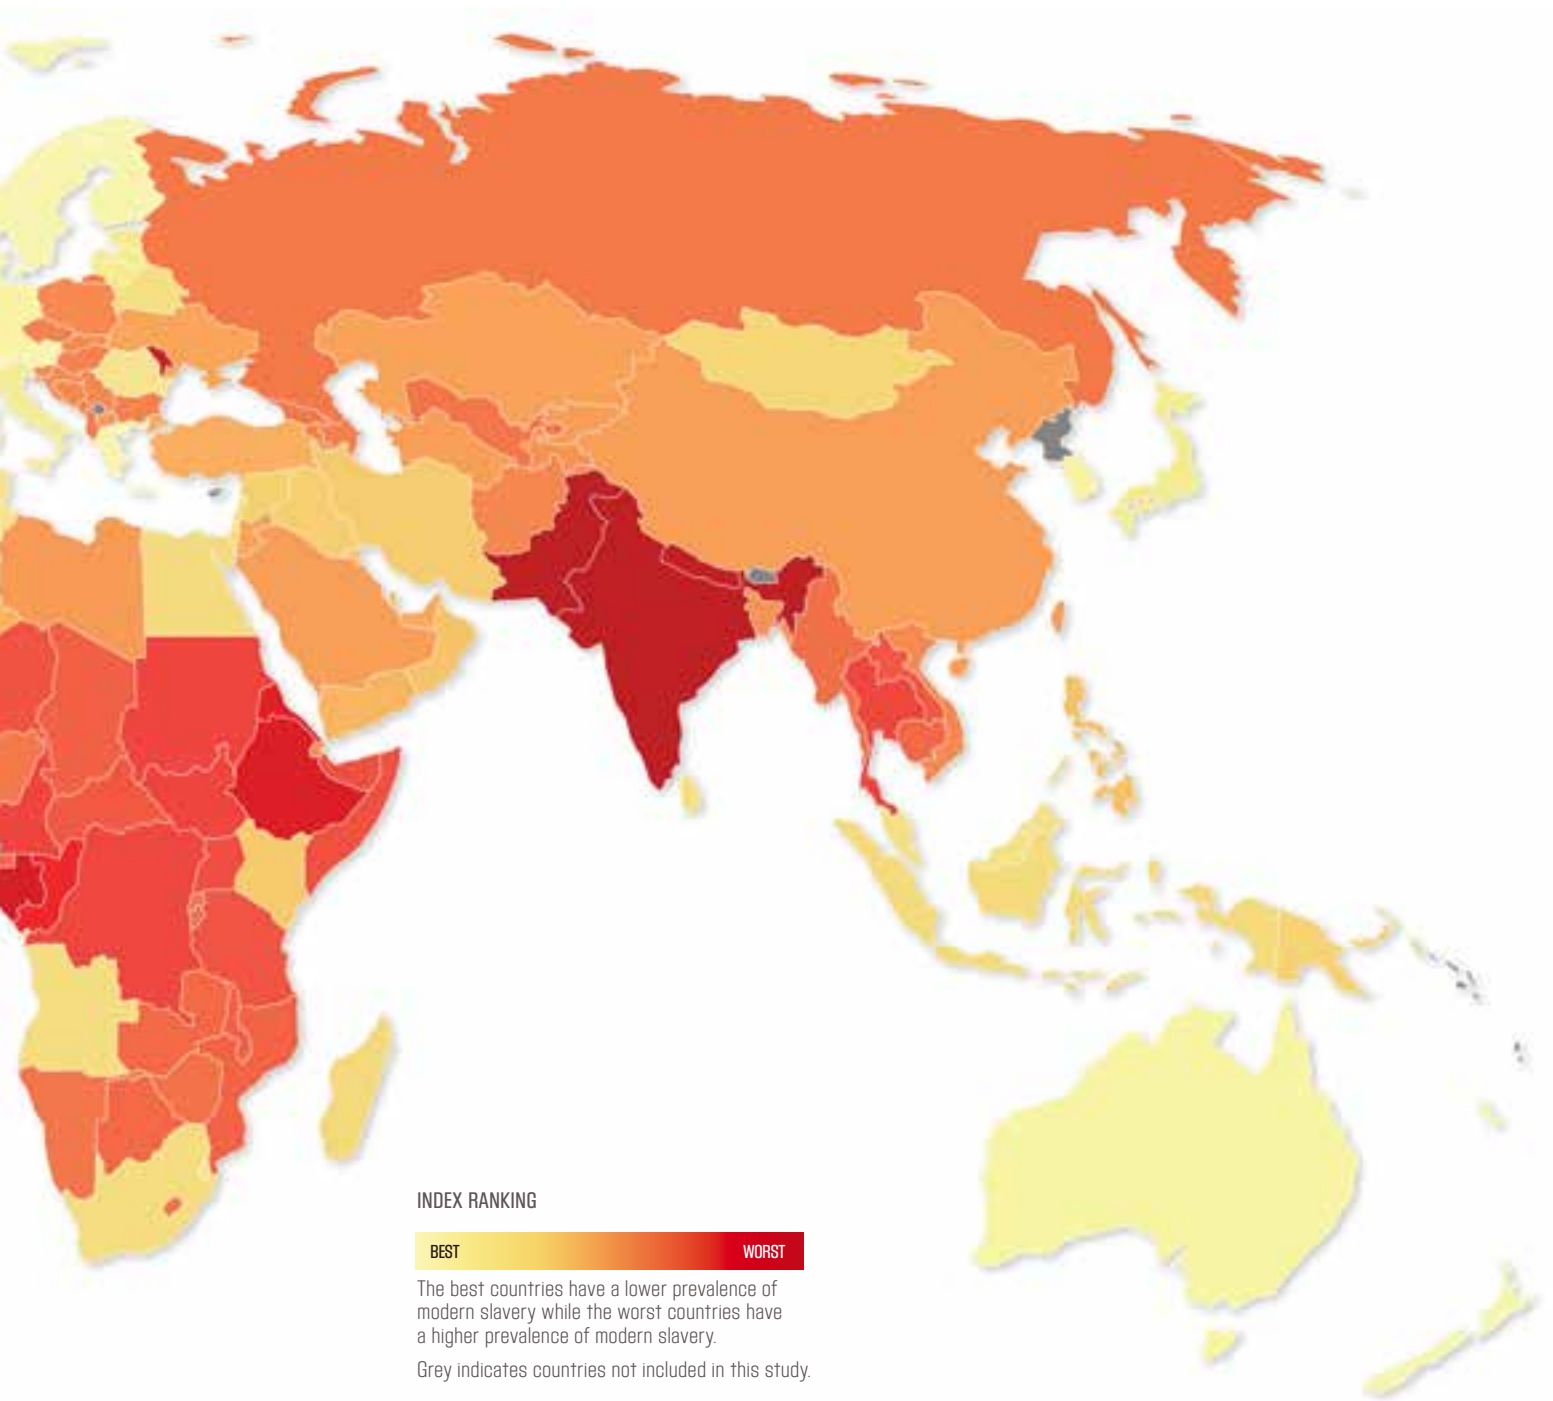 INDEX RANKING
BEST WORST
The best countries have a lower prevalence of
modern slavery while the worst countries have
a higher prevalence of modern slavery.
Grey indicates countries not included in this study.